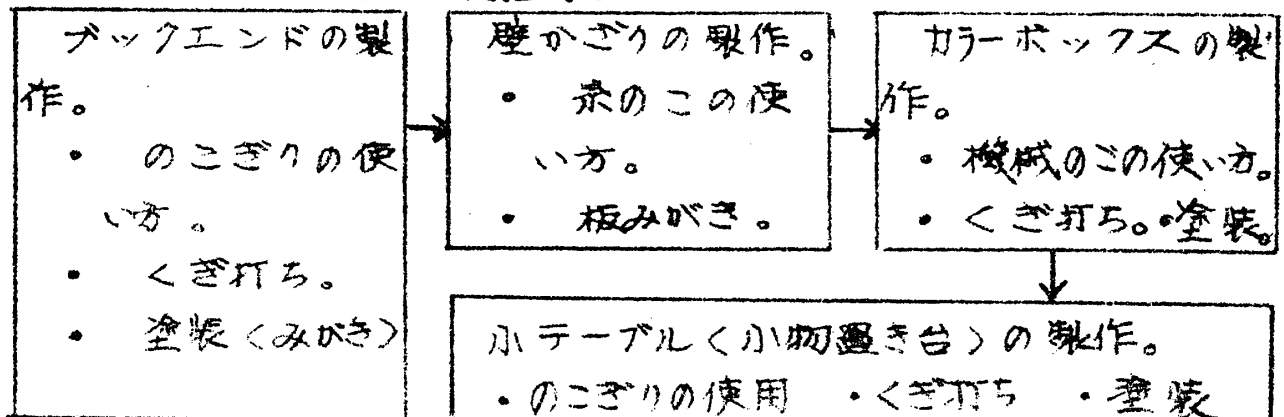 ブックエンドの製
作。
・ のこぎりの使
い方。
・ くぎ打ち。
・ 塗装〈みがき〉
壁かざりの製作。
・ 糸のこの使
い方。
・ 板みがき。
カラーボックスの製
作。
・機械のこの使い方。
・くぎ打ち。・塗装。
小テーブル〈小物置き台〉の製作。
・のこぎりの使用 ・くぎ打ち ・塗装